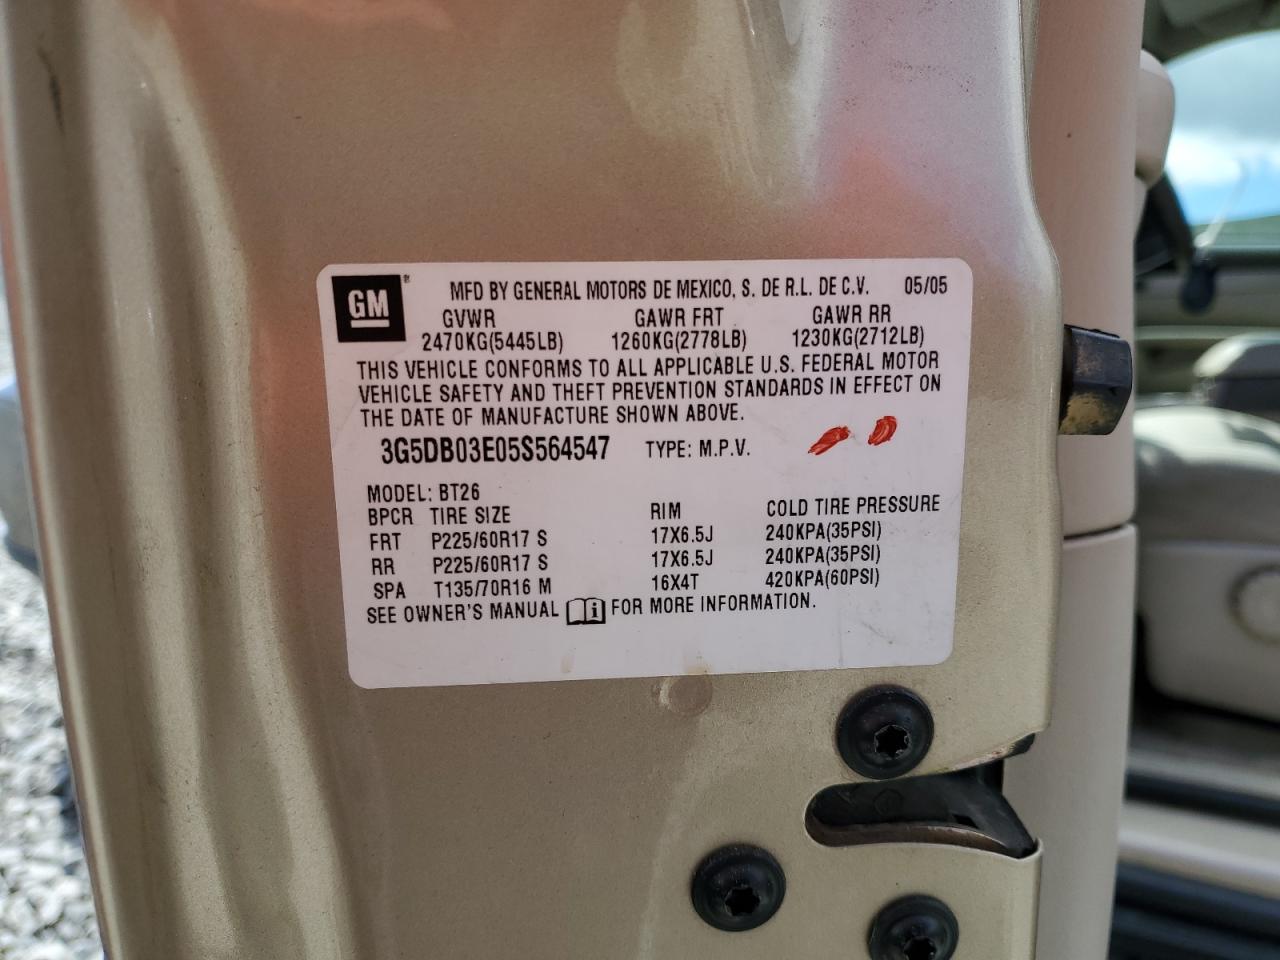 GM
MFD BY GENERAL MOTORS DE MEXICO, S. DE R.L. DE C.V. 05/05
GVWR GAWR FRT GAWR RR
2470KG(5445LB) 1260KG(2778LB) 1230KG(2712LB)
THIS VEHICLE CONFORMS TO ALL APPLICABLE U.S. FEDERAL MOTOR
VEHICLE SAFETY AND THEFT PREVENTION STANDARDS IN EFFECT ON
THE DATE OF MANUFACTURE SHOWN ABOVE.
3G5DB03E05S564547 TYPE: M.P.V.
MODEL: BT26
BPCR TIRE SIZE RIM COLD TIRE PRESSURE
FRT P225/60R17 S 17X6.5J 240KPA(35PSI)
RR P225/60R17 S 17X6.5J 240KPA(35PSI)
SPA T135/70R16 M 16X4T 420KPA(60PSI)
SEE OWNER'S MANUAL i FOR MORE INFORMATION.